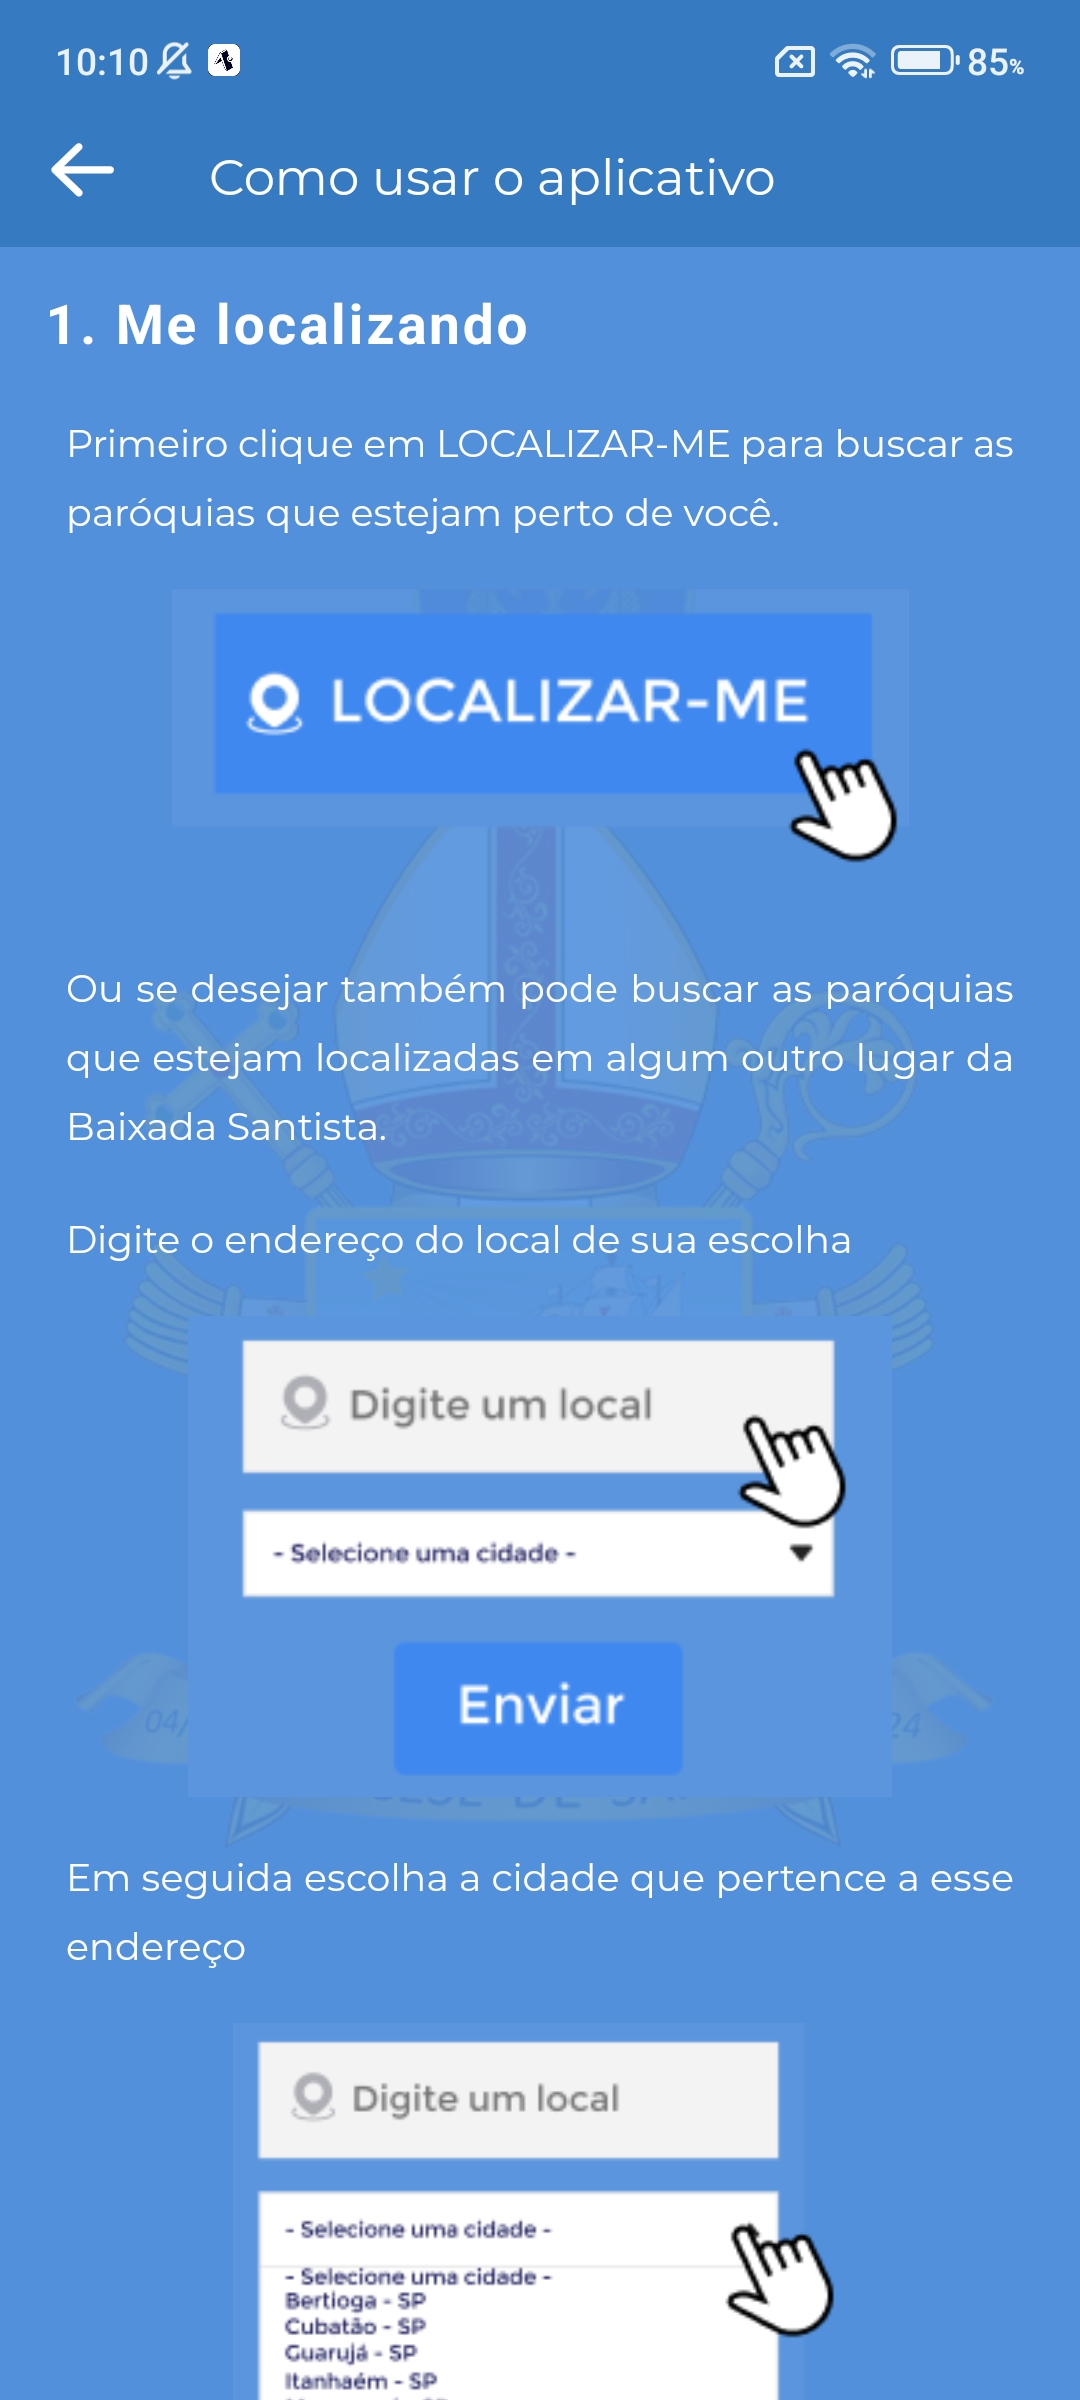 10:10
85%
Como usar o aplicativo
1. Me localizando
Primeiro clique em LOCALIZAR-ME para buscar as
paróquias que estejam perto de você.
LOCALIZAR-ME
Ou se desejar também pode buscar as paróquias
que estejam localizadas em algum outro lugar da
Baixada Santista.
Digite o endereço do local de sua escolha
Digite um local
- Selecione uma cidade -
Enviar
04/
24
DE
Em seguida escolha a cidade que pertence a esse
endereço
Digite um local
- Selecione uma cidade -
- Selecione uma cidade -
Bertioga - SP
Cubatão - SP
Guarujá - SP
Itanhaém - SP